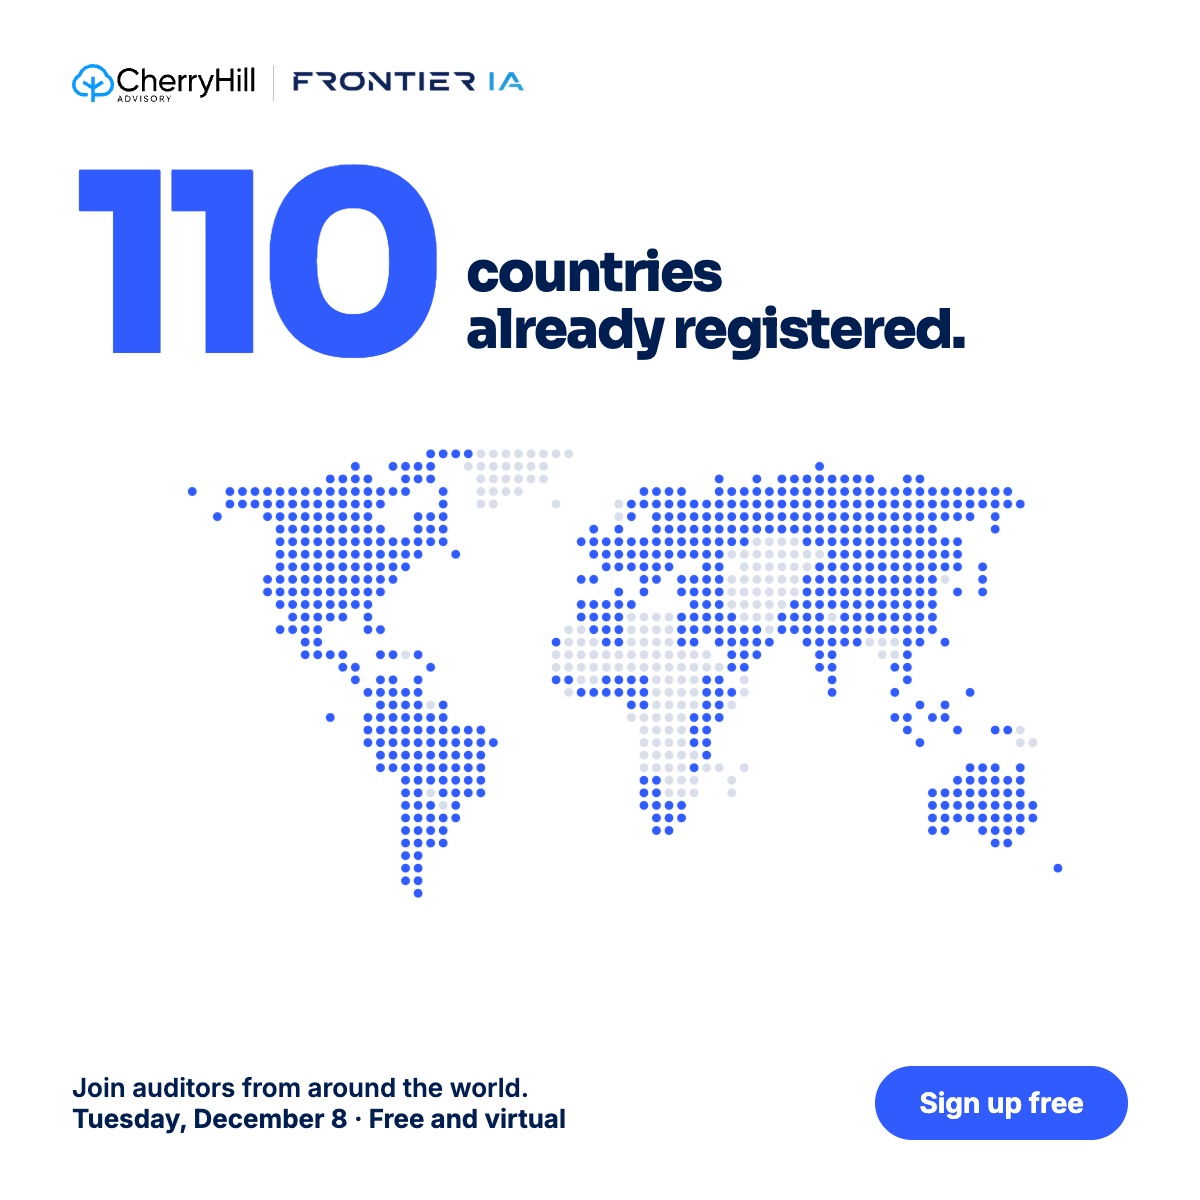 CherryHill
ADVISORY
FRONTIER IA
110
countries
already registered.
Join auditors from around the world.
Tuesday, December 8 · Free and virtual
Sign up free